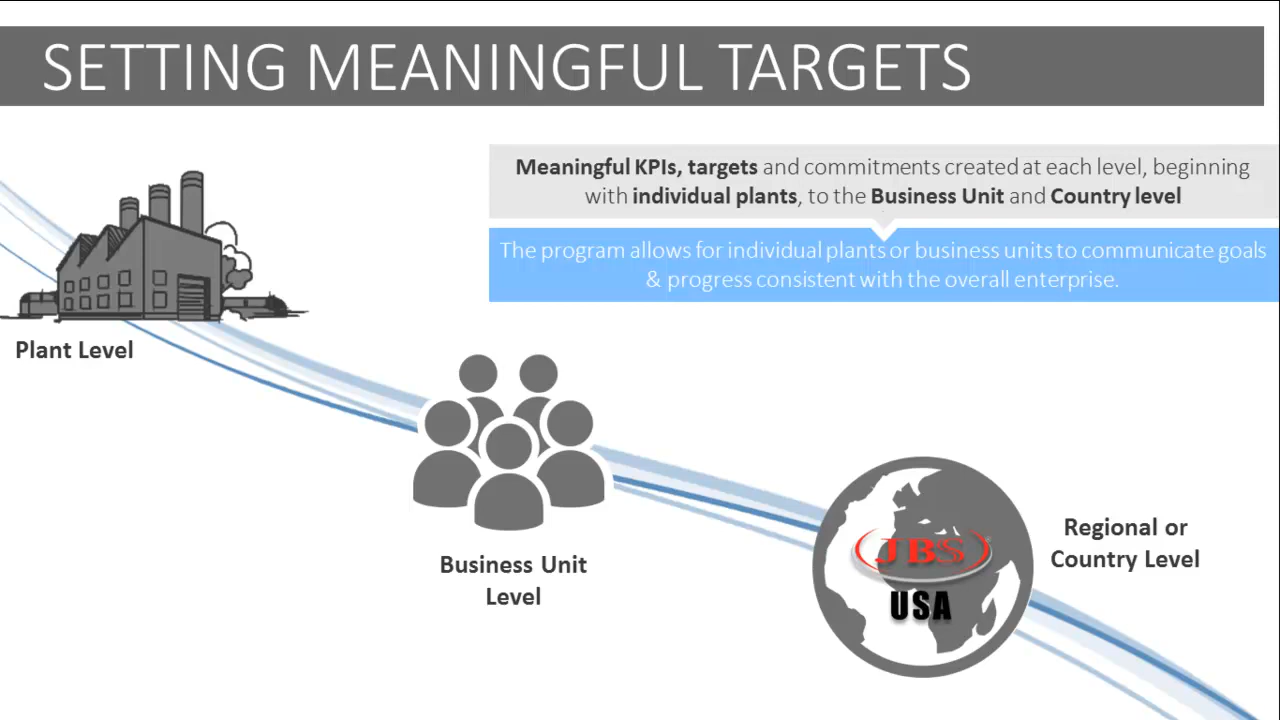 SETTING MEANINGFUL TARGETS
Meaningful KPIs, targets and commitments created at each level, beginning
with individual plants, to the Business Unit and Country level
The program allows for individual plants or business units to communicate goals
& progress consistent with the overall enterprise.
Plant Level
Business Unit
Level
Regional or
Country Level
JBS
USA